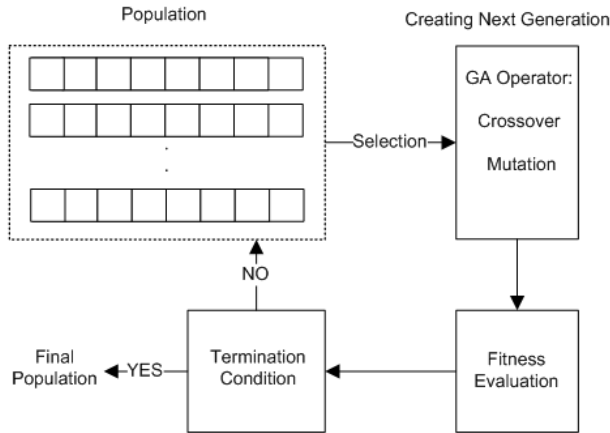 Population
Creating Next Generation
GA Operator:
Crossover
Mutation
Selection
NO
Final
Population
YES
Termination
Condition
Fitness
Evaluation